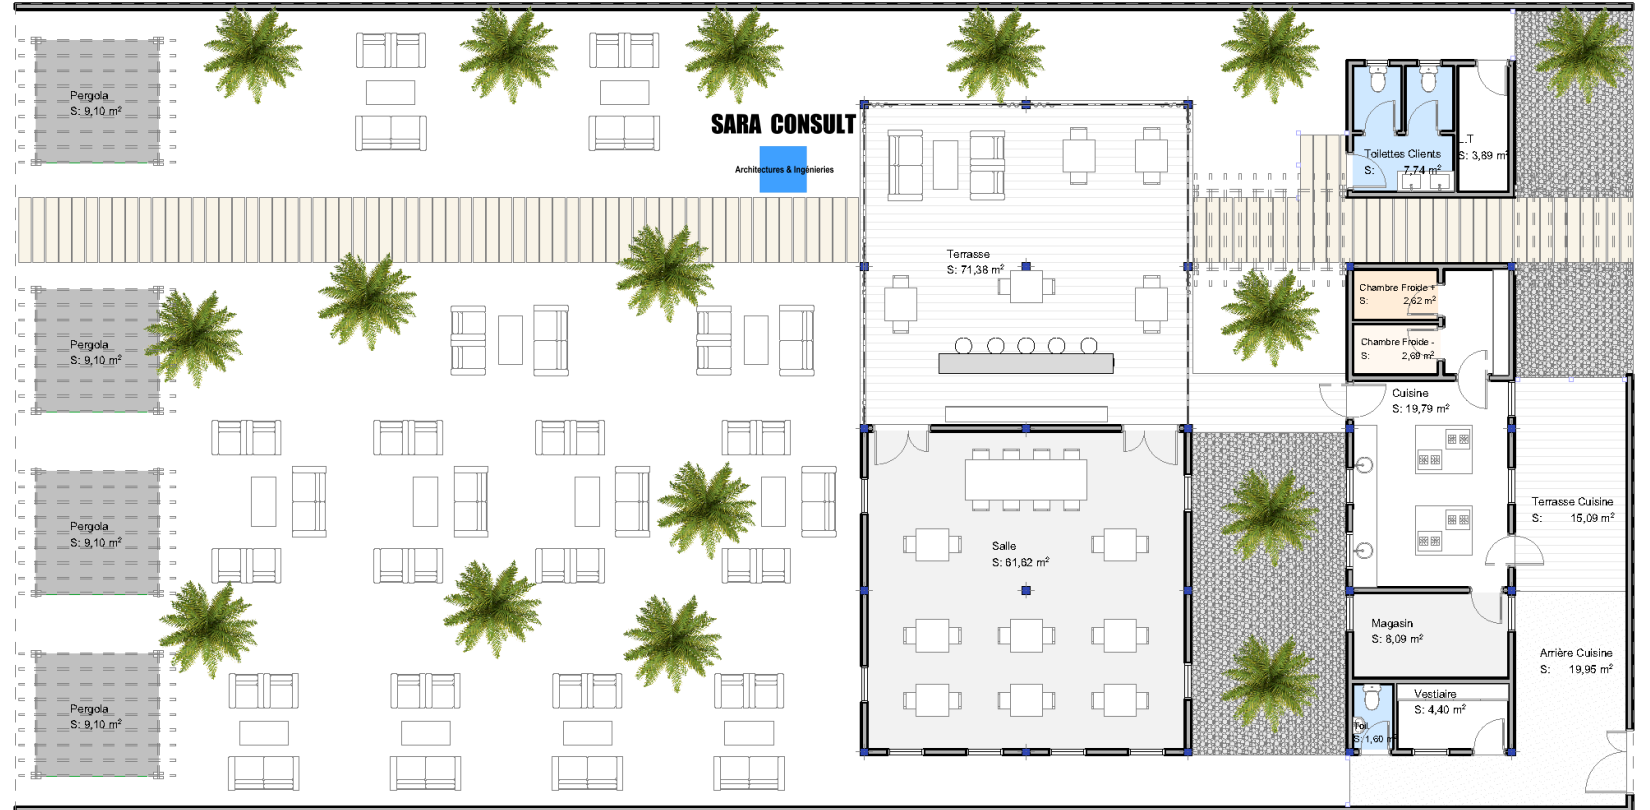 Pergola
S: 9,10 m²
SARA CONSULT
Architectures & Ingénieries
Toilettes Clients
S: 7,74 m²
L.T
S: 3,89 m²
Terrasse
S: 71,38 m²
Chambre Froide +
S: 2,62 m²
Pergola
S: 9,10 m²
Chambre Froide -
S: 2,69 m²
Cuisine
S: 19,79 m²
Pergola
S: 9,10 m²
Salle
S: 61,62 m²
Terrasse Cuisine
S: 15,09 m²
Magasin
S: 8,09 m²
Arrière Cuisine
S: 19,95 m²
Pergola
S: 9,10 m²
Vestiaire
S: 4,40 m²
Toil.
S: 1,60 m²